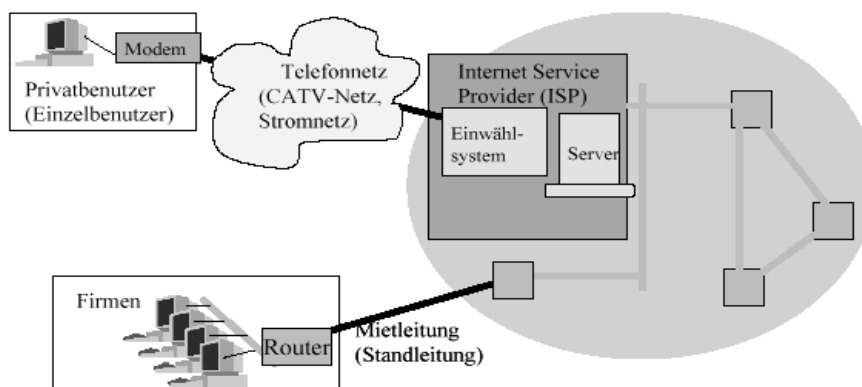 Modem
Privatbenutzer
(Einzelbenutzer)
Telefonnetz
(CATV-Netz,
Stromnetz)
Internet Service
Provider (ISP)
Einwähl-
system
Server
Firmen
Router
Mietleitung
(Standleitung)